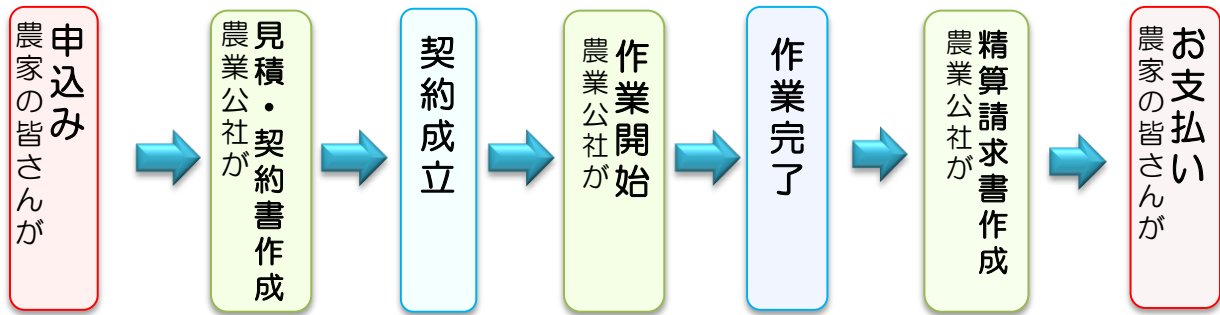 申込み
農家の皆さんが
見積・契約書作成
農業公社が
契約成立
作業開始
農業公社が
作業完了
精算請求書作成
農業公社が
お支払い
農家の皆さんが